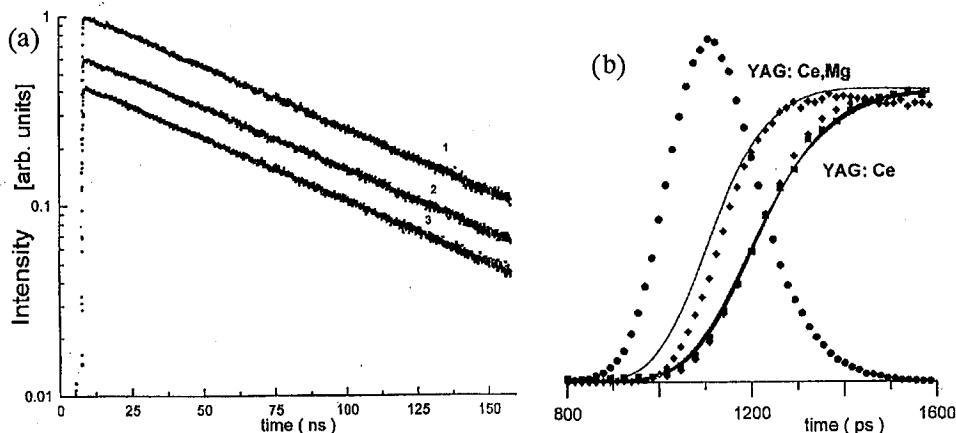 (a)
1
0.1
0.01
Intensity [arb. units]
1
2
3
0 25 50 75 100 125 150
time ( ns )
(b)
YAG: Ce,Mg
YAG: Ce
800 1200 1600
time ( ps )